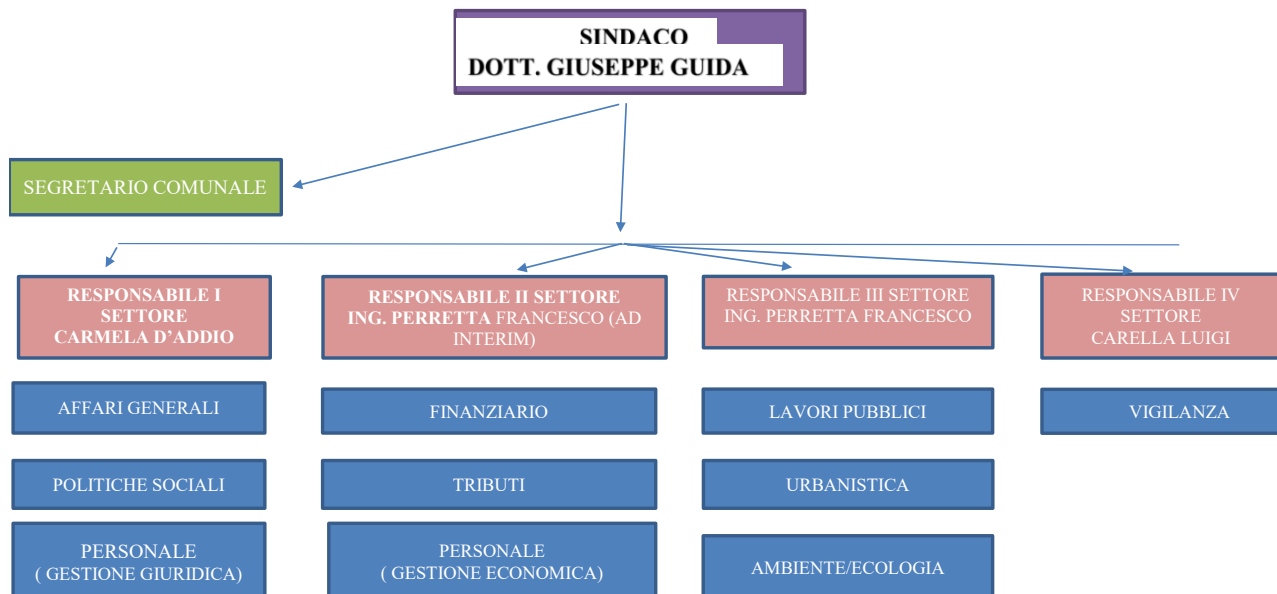 SINDACO
DOTT. GIUSEPPE GUIDA
SEGRETARIO COMUNALE
RESPONSABILE I
SETTORE
CARMELA D’ADDIO
RESPONSABILE II SETTORE
ING. PERRETTA FRANCESCO (AD
INTERIM)
RESPONSABILE III SETTORE
ING. PERRETTA FRANCESCO
RESPONSABILE IV
SETTORE
CARELLA LUIGI
AFFARI GENERALI
FINANZIARIO
LAVORI PUBBLICI
VIGILANZA
POLITICHE SOCIALI
TRIBUTI
URBANISTICA
PERSONALE
( GESTIONE GIURIDICA)
PERSONALE
( GESTIONE ECONOMICA)
AMBIENTE/ECOLOGIA